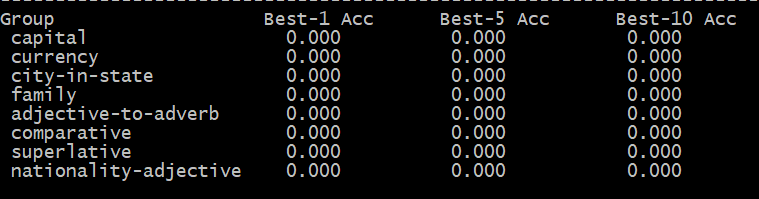 Group Best-1 Acc Best-5 Acc Best-10 Acc
capital 0.000 0.000 0.000
currency 0.000 0.000 0.000
city-in-state 0.000 0.000 0.000
family 0.000 0.000 0.000
adjective-to-adverb 0.000 0.000 0.000
comparative 0.000 0.000 0.000
superlative 0.000 0.000 0.000
nationality-adjective 0.000 0.000 0.000